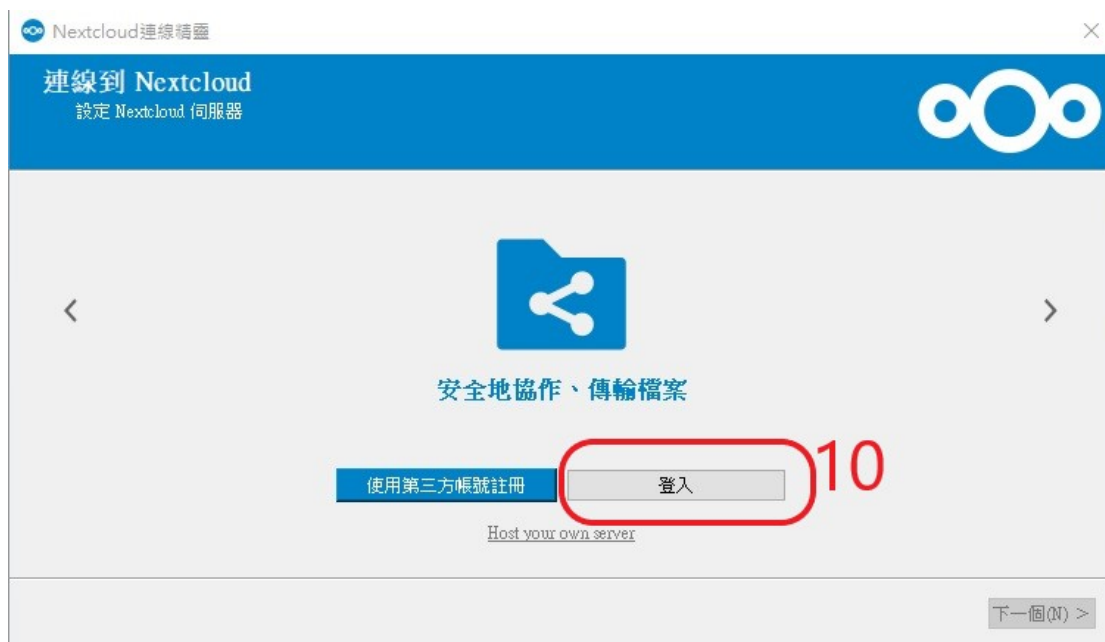 Nextcloud連線精靈
連線到 Nextcloud
設定 Nextcloud 伺服器
安全地協作、傳輸檔案
使用第三方帳號註冊
登入
10
Host your own server
下一個(N) >